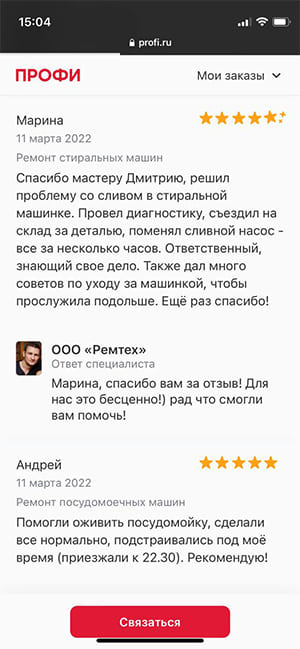 15:04
profi.ru
ПРОФИ
Мои заказы
Марина
11 марта 2022
Ремонт стиральных машин
Спасибо мастеру Дмитрию, решил
проблему со сливом в стиральной
машинке. Провел диагностику, съездил на
склад за деталью, поменял сливной насос -
все за несколько часов. Ответственный,
знающий свое дело. Также дал много
советов по уходу за машинкой, чтобы
прослужила подольше. Ещё раз спасибо!
ООО «Ремтех»
Ответ специалиста
Марина, спасибо вам за отзыв! Для
нас это бесценно!) рад что смогли
вам помочь!
Андрей
11 марта 2022
Ремонт посудомоечных машин
Помогли оживить посудомойку, сделали
все нормально, подстраивались под моё
время (приезжали к 22.30). Рекомендую!
Связаться